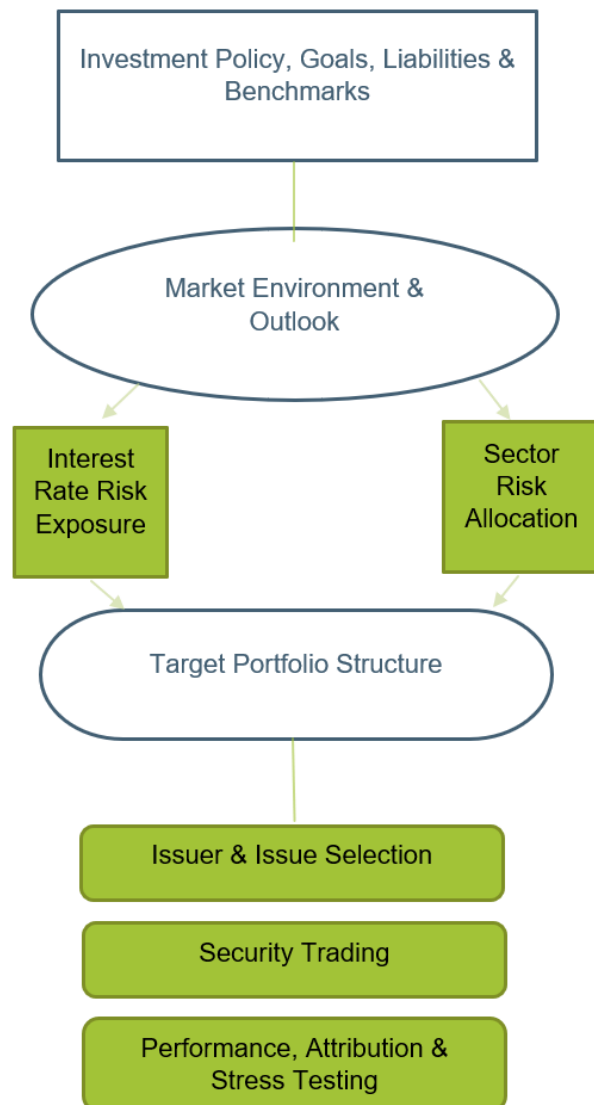 Investment Policy, Goals, Liabilities &
Benchmarks
Market Environment &
Outlook
Interest
Rate Risk
Exposure
Sector
Risk
Allocation
Target Portfolio Structure
Issuer & Issue Selection
Security Trading
Performance, Attribution &
Stress Testing